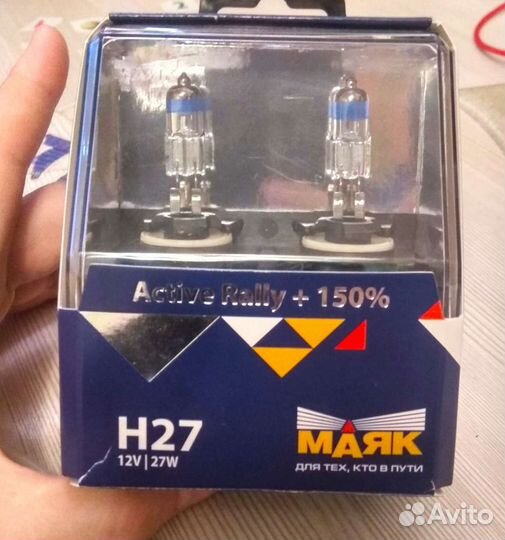 Active Rally + 150%
H27
12V | 27W
МАЯК
ДЛЯ ТЕХ, КТО В ПУТИ
Avito